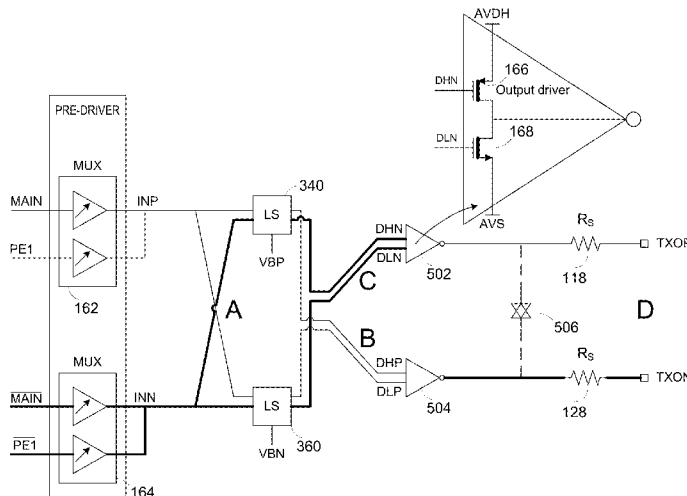 AVDH
166
DHN
Output driver
168
DLN
AVS
PRE-DRIVER
MUX
MAIN
INP
PE1
162
340
LS
VBP
A
DHN
DLN
C
502
RS
118
TXOP
506
D
B
DHP
DLP
504
RS
128
TXON
MUX
MAIN
INN
PE1
164
LS
360
VBN